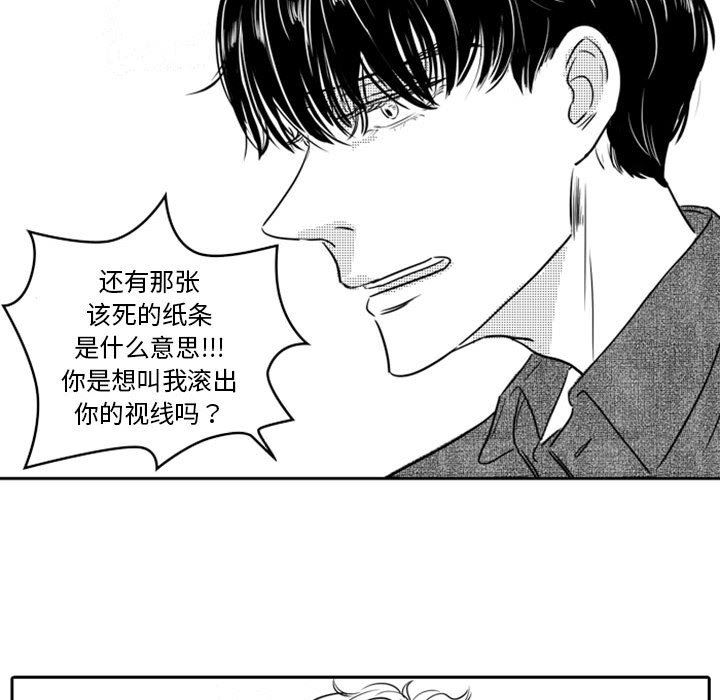 还有那张
该死的纸条
是什么意思!!!
你是想叫我滚出
你的视线吗？